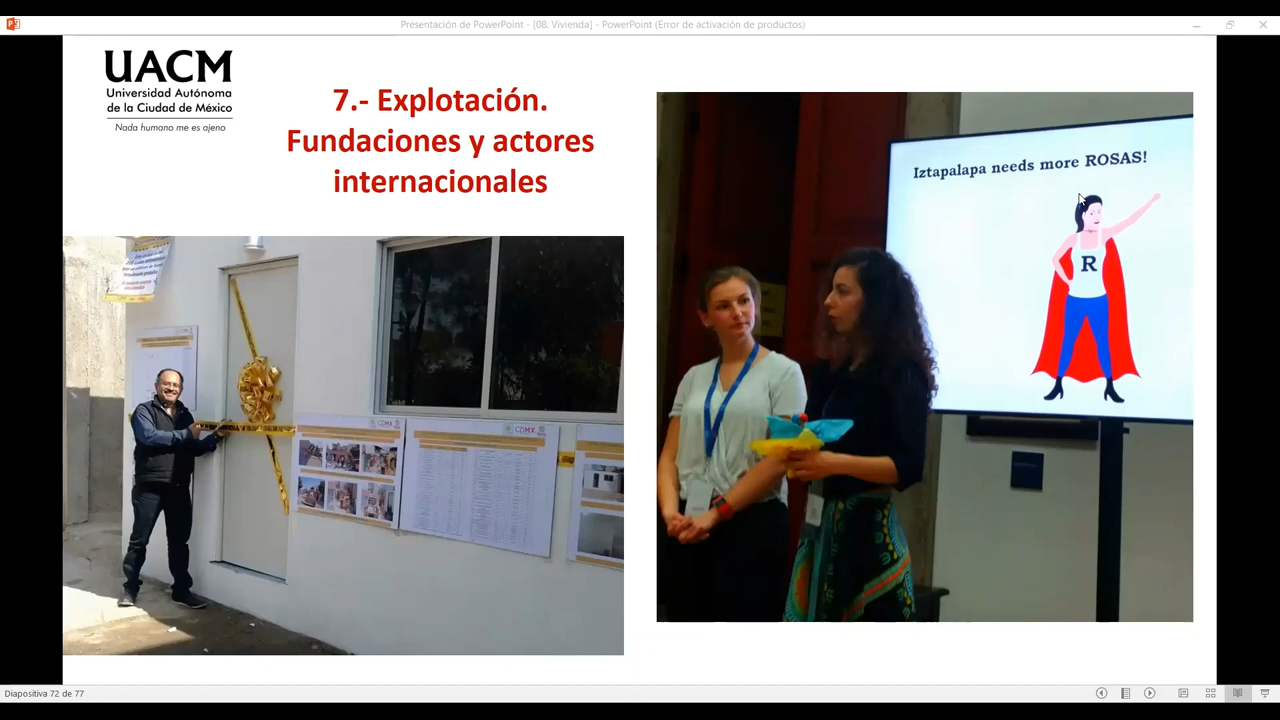 Presentación de PowerPoint - [08. Vivienda] - PowerPoint (Error de activación de productos)
UACM
Universidad Autónoma
de la Ciudad de México
Nada humano me es ajeno
7.- Explotación.
Fundaciones y actores
internacionales
Iztapalapa needs more ROSAS!
R
CDMX
CDMX
Diapositiva 72 de 77